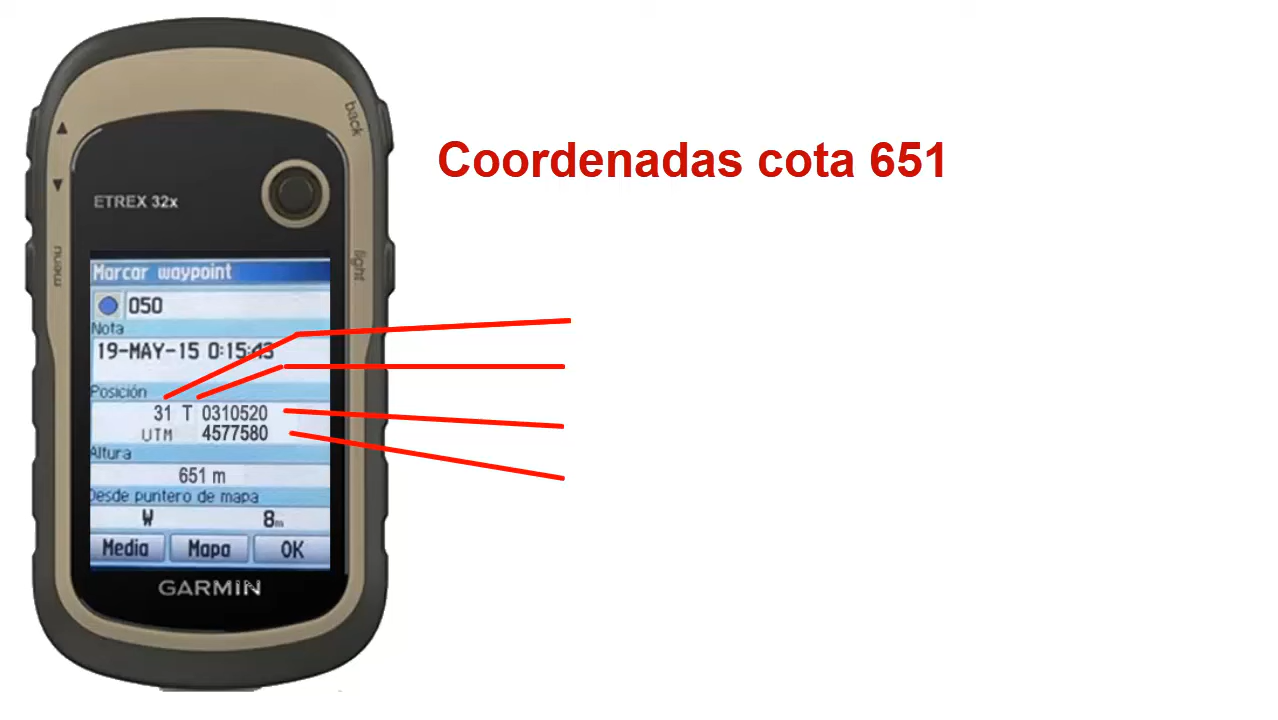 back
Coordenadas cota 651
ETREX 32x
menu
light
Marcar waypoint
050
Nota
19-MAY-15 0:15:43
Posición
31 T 0310520
UTM 4577580
Altura
651 m
Desde puntero de mapa
W 8m
Media Mapa OK
GARMIN